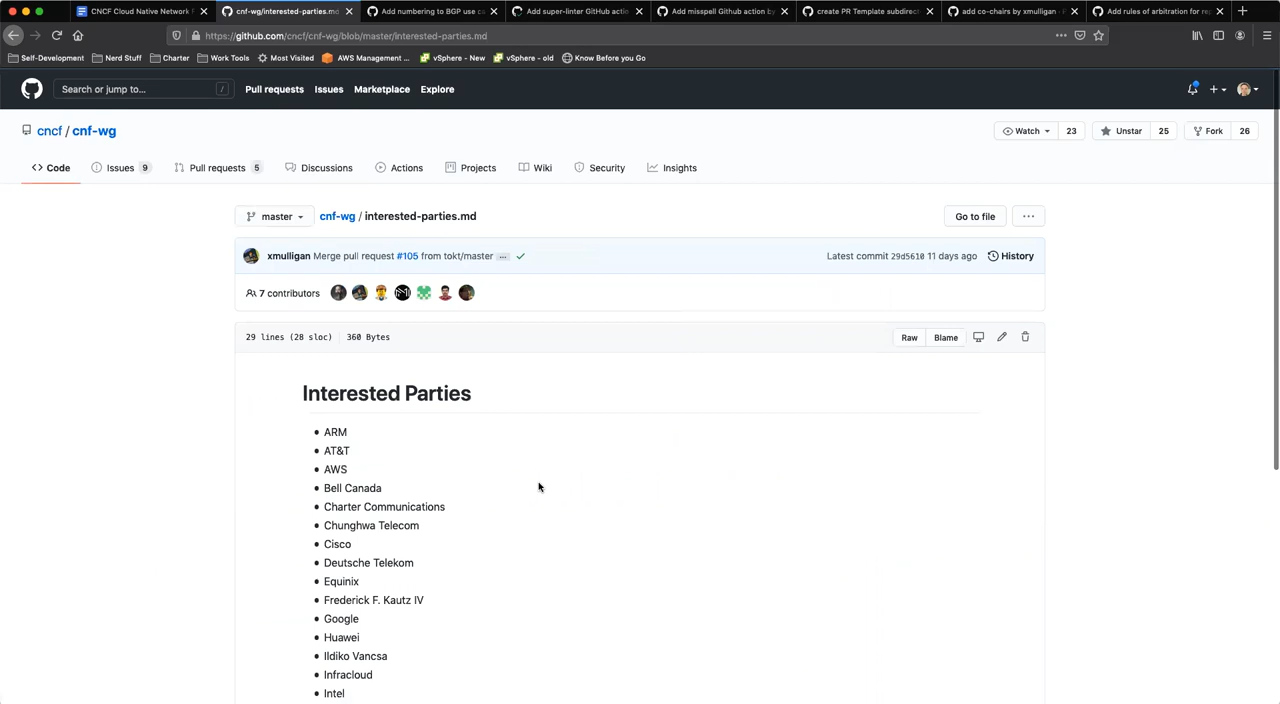 CNCF Cloud Native Network
cnf-wg/interested-parties.md
Add numbering to BGP use ca
Add super-linter GitHub actio
Add misspell Github action by
create PR Template subdirect
add co-chairs by xmulligan
Add rules of arbitration for re
https://github.com/cncf/cnf-wg/blob/master/interested-parties.md
Self-Development Nerd Stuff Charter Work Tools Most Visited AWS Management ... vSphere - New vSphere - old Know Before you Go
Search or jump to... /
Pull requests Issues Marketplace Explore
cncf / cnf-wg
Watch 23 Unstar 25 Fork 26
Code Issues 9 Pull requests 5 Discussions Actions Projects Wiki Security Insights
master cnf-wg / interested-parties.md Go to file ...
xmulligan Merge pull request #105 from tokt/master ... Latest commit 29d5610 11 days ago History
7 contributors
29 lines (28 sloc) 360 Bytes Raw Blame
Interested Parties
ARM
AT&T
AWS
Bell Canada
Charter Communications
Chunghwa Telecom
Cisco
Deutsche Telekom
Equinix
Frederick F. Kautz IV
Google
Huawei
Ildiko Vancsa
Infracloud
Intel